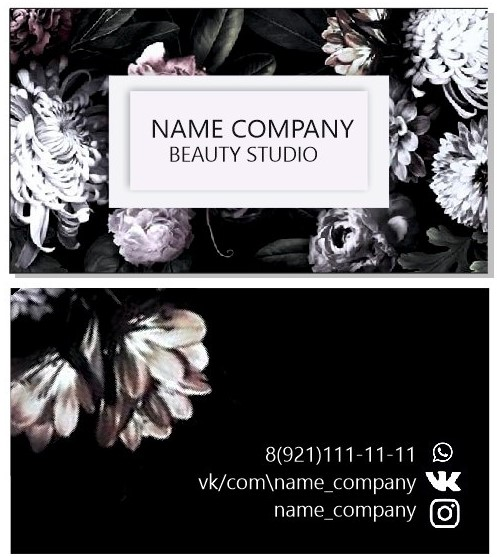 NAME COMPANY
BEAUTY STUDIO
8(921)111-11-11
vk/com\name_company
name_company